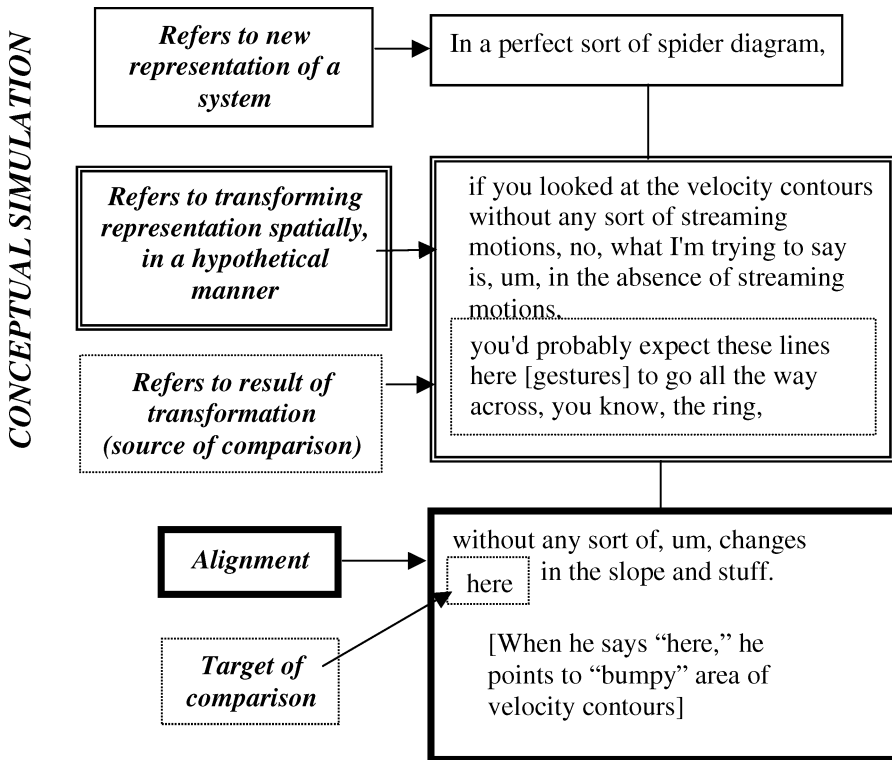 CONCEPTUAL SIMULATION
Refers to new
representation of a
system
In a perfect sort of spider diagram,
Refers to transforming
representation spatially,
in a hypothetical
manner
if you looked at the velocity contours
without any sort of streaming
motions, no, what I'm trying to say
is, um, in the absence of streaming
motions,
Refers to result of
transformation
(source of comparison)
you'd probably expect these lines
here [gestures] to go all the way
across, you know, the ring,
Alignment
without any sort of, um, changes
here in the slope and stuff.
Target of
comparison
[When he says “here,” he
points to “bumpy” area of
velocity contours]